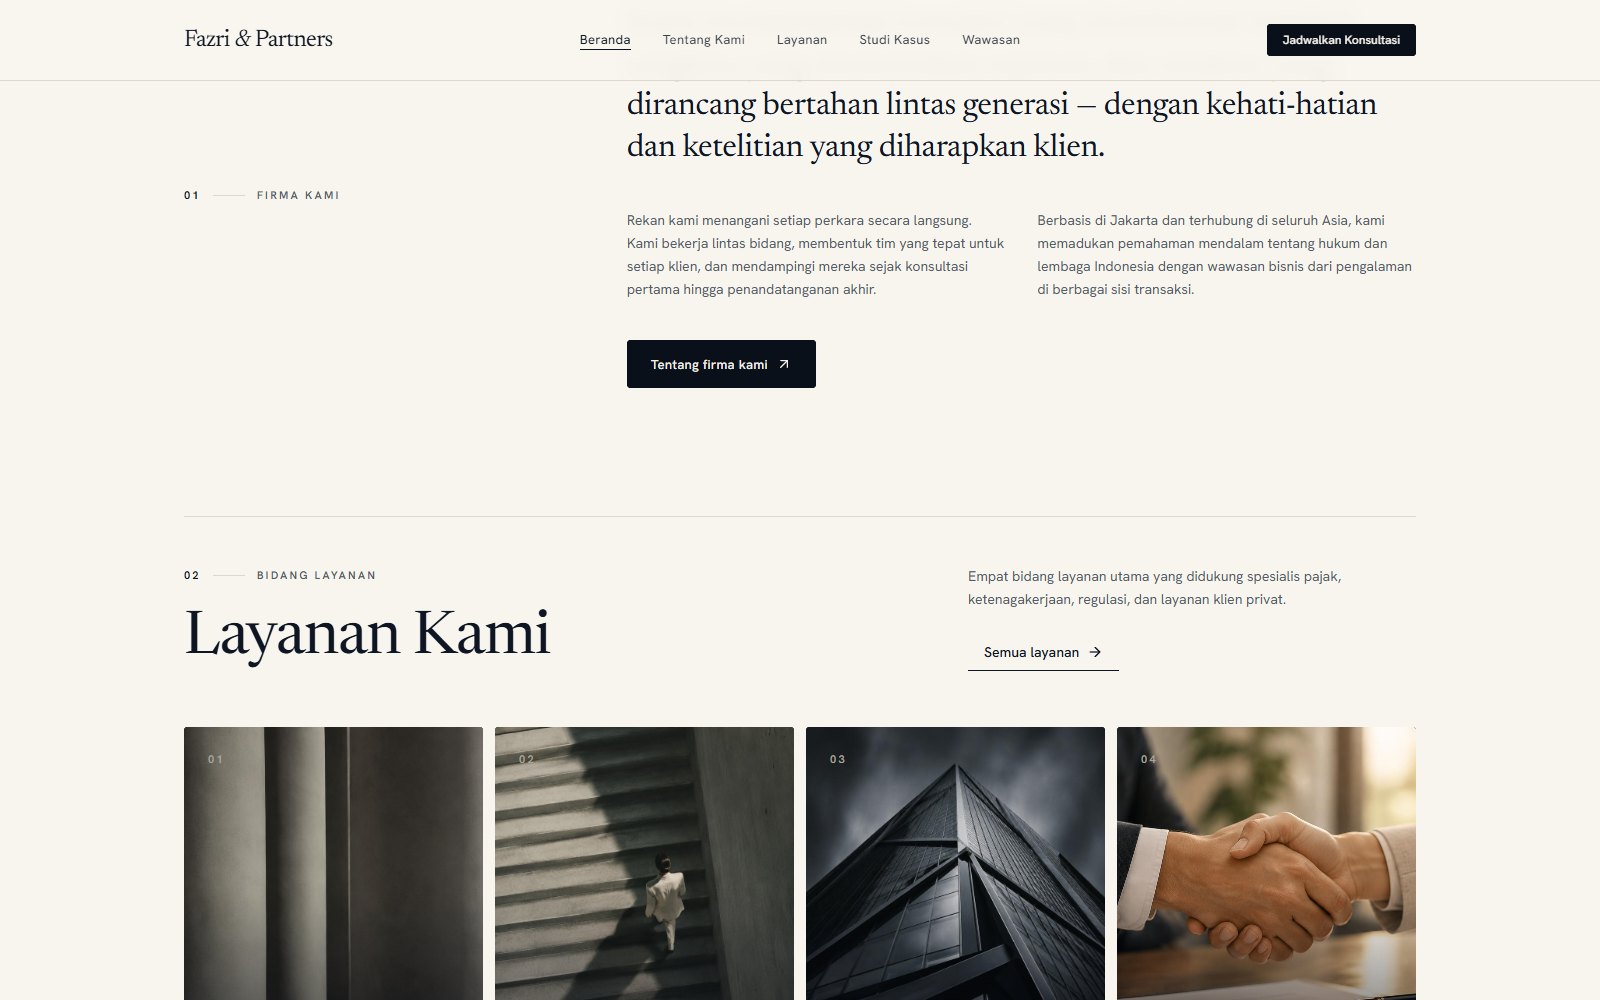 Fazri & Partners
Beranda
Tentang Kami
Layanan
Studi Kasus
Wawasan
Jadwalkan Konsultasi
dirancang bertahan lintas generasi — dengan kehati-hatian
dan ketelitian yang diharapkan klien.
01
FIRMA KAMI
Rekan kami menangani setiap perkara secara langsung.
Kami bekerja lintas bidang, membentuk tim yang tepat untuk
setiap klien, dan mendampingi mereka sejak konsultasi
pertama hingga penandatanganan akhir.
Berbasis di Jakarta dan terhubung di seluruh Asia, kami
memadukan pemahaman mendalam tentang hukum dan
lembaga Indonesia dengan wawasan bisnis dari pengalaman
di berbagai sisi transaksi.
Tentang firma kami
02
BIDANG LAYANAN
Layanan Kami
Empat bidang layanan utama yang didukung spesialis pajak,
ketenagakerjaan, regulasi, dan layanan klien privat.
Semua layanan
01
02
03
04